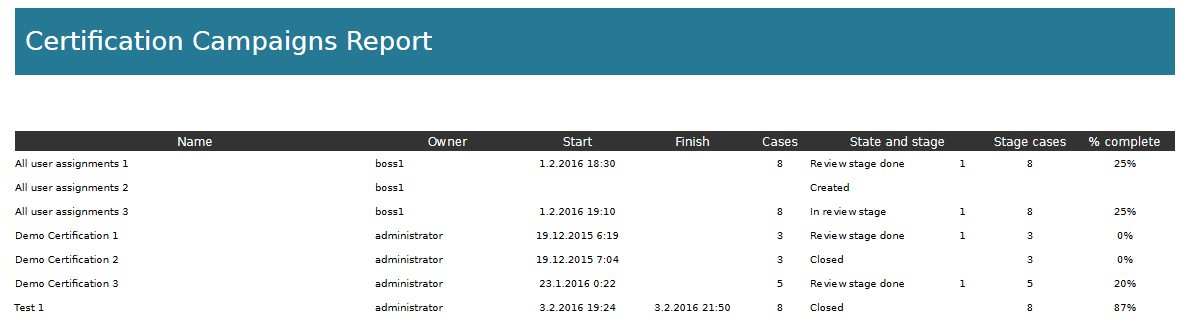 Certification Campaigns Report
Name Owner Start Finish Cases State and stage Stage cases % complete
All user assignments 1 boss1 1.2.2016 18:30 8 Review stage done 1 8 25%
All user assignments 2 boss1 Created
All user assignments 3 boss1 1.2.2016 19:10 8 In review stage 1 8 25%
Demo Certification 1 administrator 19.12.2015 6:19 3 Review stage done 1 3 0%
Demo Certification 2 administrator 19.12.2015 7:04 3 Closed 3 0%
Demo Certification 3 administrator 23.1.2016 0:22 5 Review stage done 1 5 20%
Test 1 administrator 3.2.2016 19:24 3.2.2016 21:50 8 Closed 8 87%